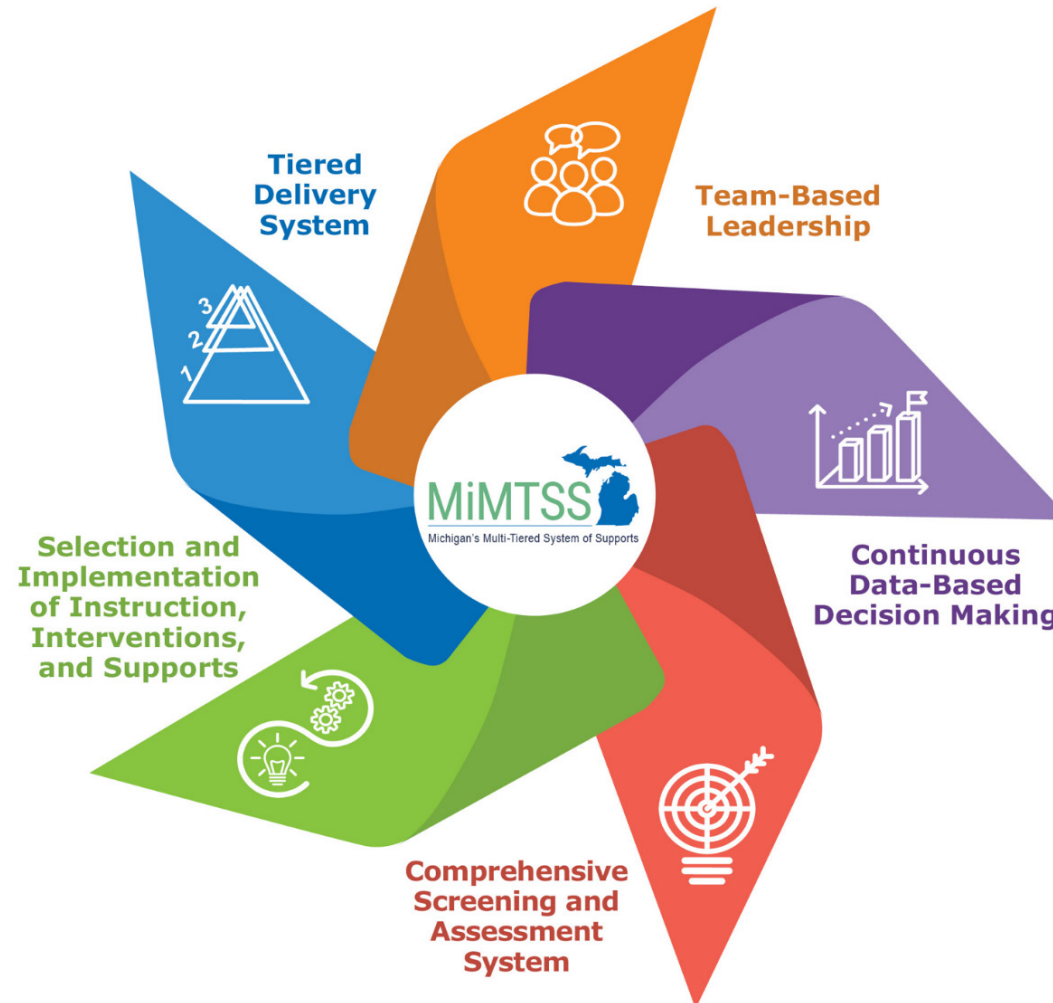 Team-Based
Leadership
Tiered
Delivery
System
3
2
1
MiMTSS
Michigan's Multi-Tiered System of Supports
Continuous
Data-Based
Decision Making
Selection and
Implementation
of Instruction,
Interventions,
and Supports
Comprehensive
Screening and
Assessment
System